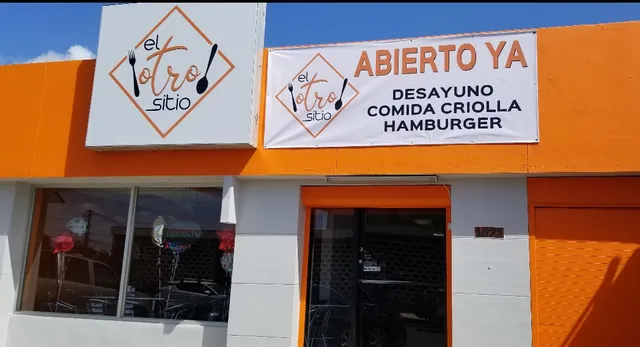 el
otro
sitio
el
otro
sitio
ABIERTO YA
DESAYUNO
COMIDA CRIOLLA
HAMBURGER